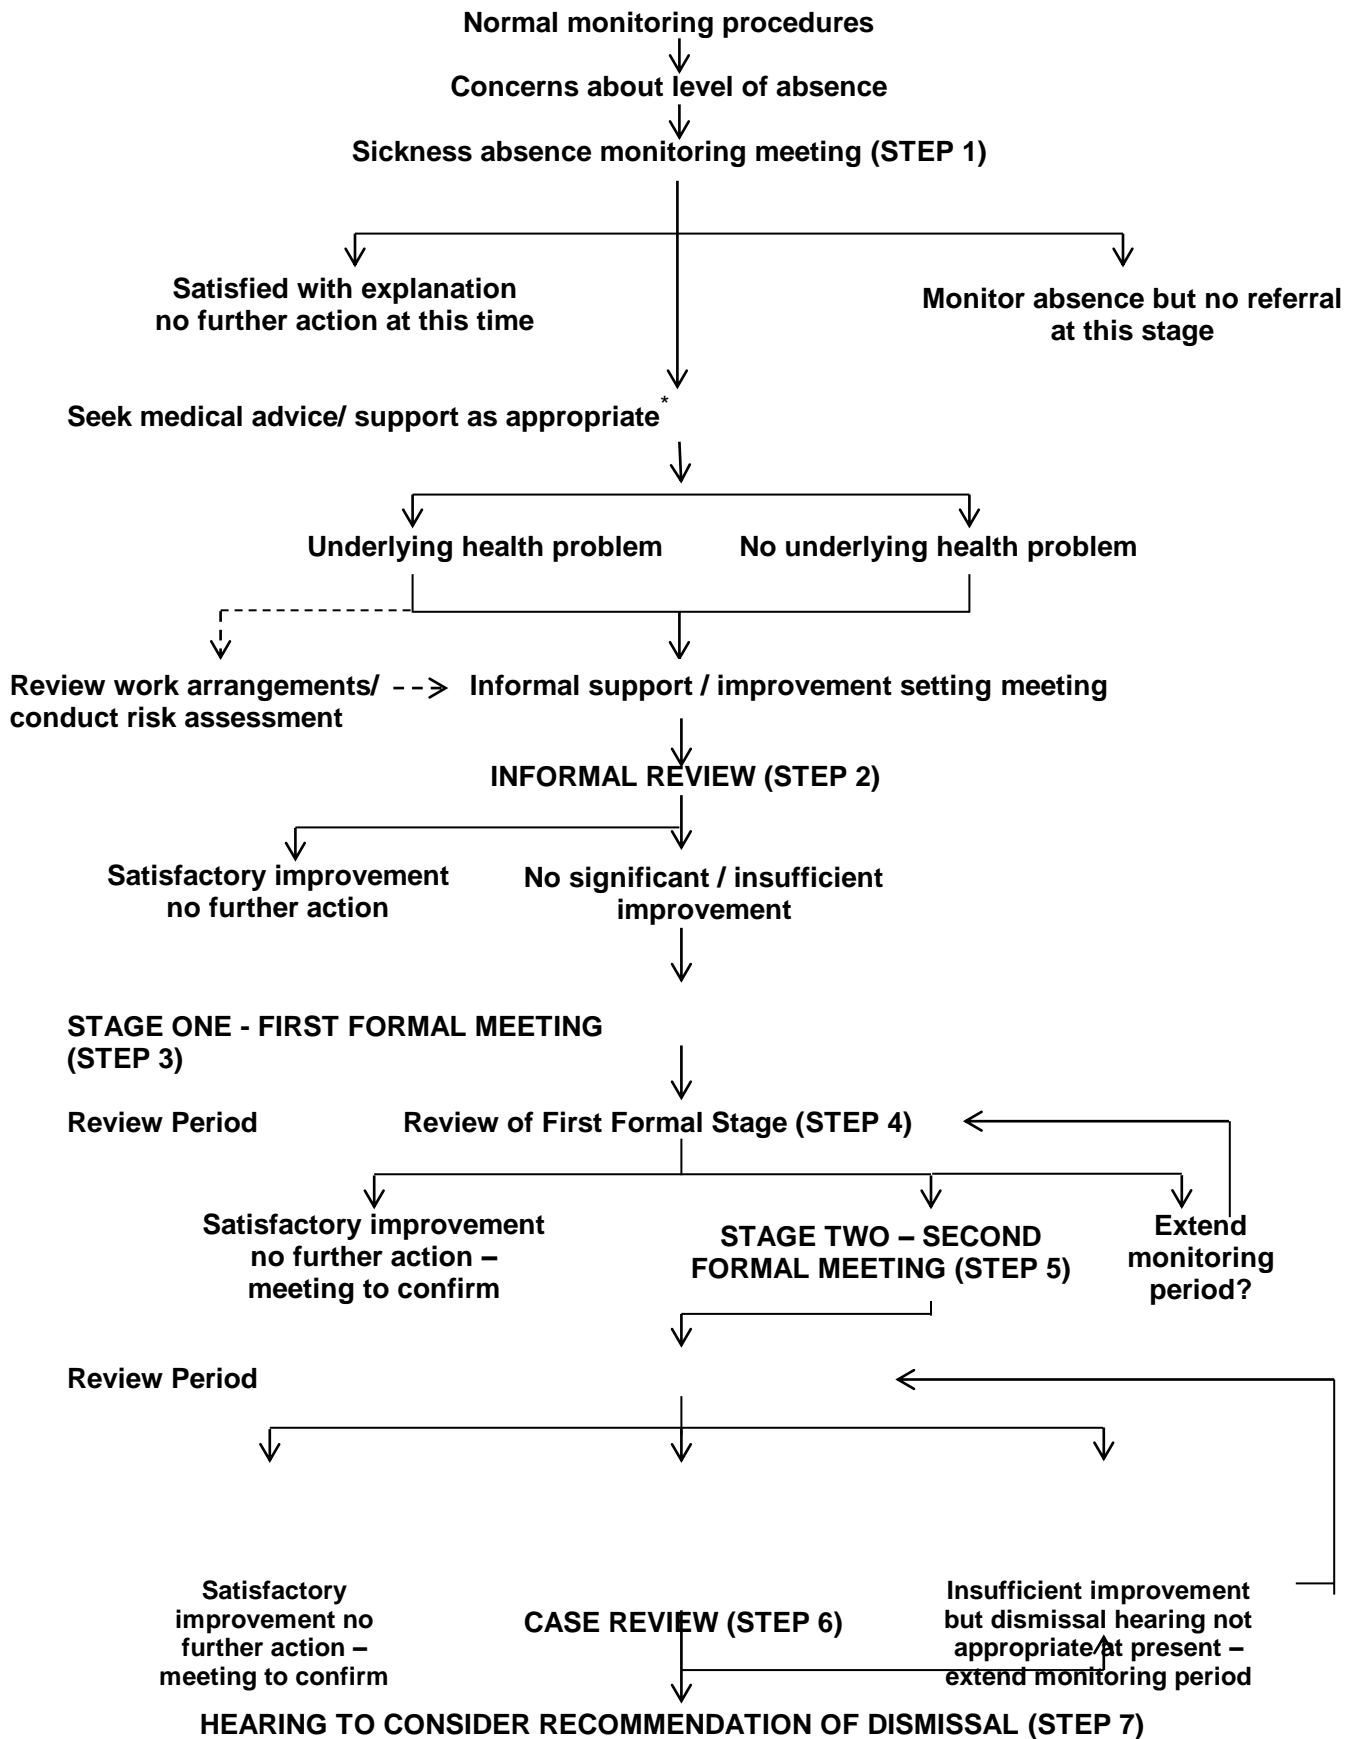 Normal monitoring procedures
Concerns about level of absence
Sickness absence monitoring meeting (STEP 1)
Satisfied with explanation
no further action at this time
Monitor absence but no referral
at this stage
Seek medical advice/ support as appropriate*
Underlying health problem
No underlying health problem
Review work arrangements/
conduct risk assessment
Informal support / improvement setting meeting
INFORMAL REVIEW (STEP 2)
Satisfactory improvement
no further action
No significant / insufficient
improvement
STAGE ONE - FIRST FORMAL MEETING
(STEP 3)
Review Period
Review of First Formal Stage (STEP 4)
Satisfactory improvement
no further action –
meeting to confirm
STAGE TWO – SECOND
FORMAL MEETING (STEP 5)
Extend
monitoring
period?
Review Period
Satisfactory
improvement no
further action –
meeting to confirm
CASE REVIEW (STEP 6)
Insufficient improvement
but dismissal hearing not
appropriate at present –
extend monitoring period
HEARING TO CONSIDER RECOMMENDATION OF DISMISSAL (STEP 7)